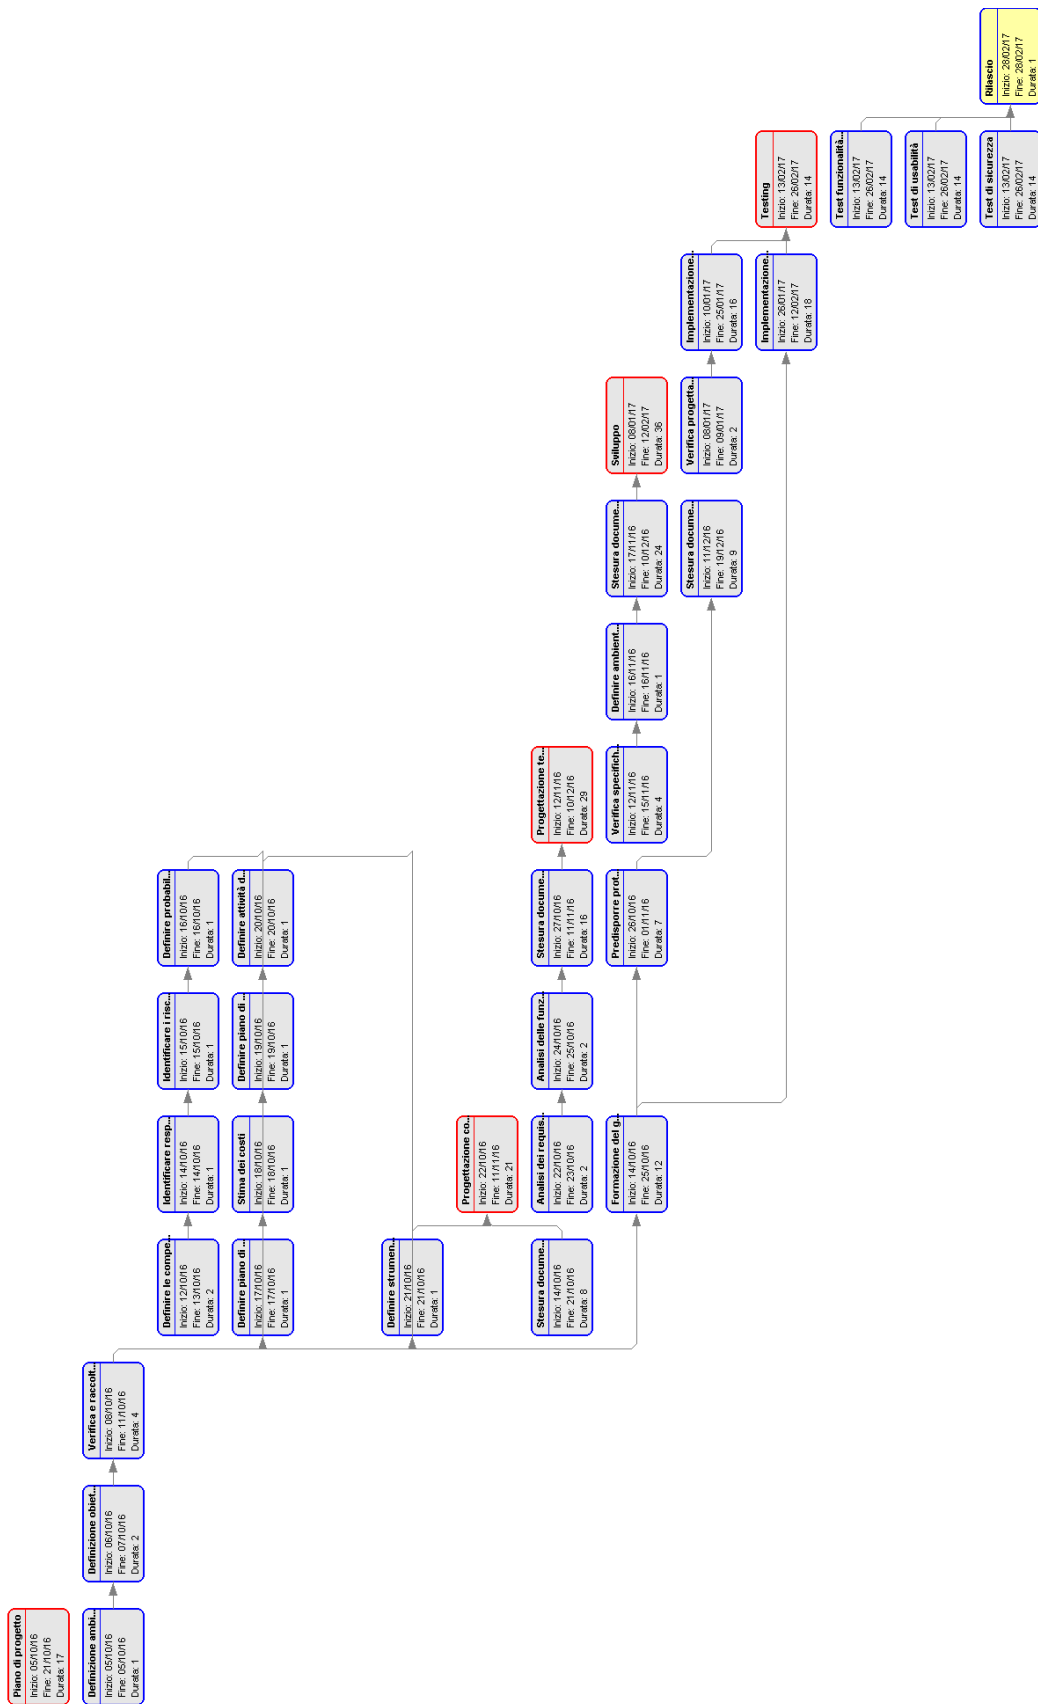 Piano di progetto
Inizio: 05/10/16
Fine: 21/10/16
Durata: 17
Definizione ambi...
Inizio: 05/10/16
Fine: 05/10/16
Durata: 1
Definizione obiet...
Inizio: 06/10/16
Fine: 07/10/16
Durata: 2
Verifica e raccolt...
Inizio: 08/10/16
Fine: 11/10/16
Durata: 4
Definire le compe...
Inizio: 12/10/16
Fine: 13/10/16
Durata: 2
Identificare resp...
Inizio: 14/10/16
Fine: 14/10/16
Durata: 1
Identificare i risc...
Inizio: 15/10/16
Fine: 15/10/16
Durata: 1
Definire probabil...
Inizio: 16/10/16
Fine: 16/10/16
Durata: 1
Definire piano di ...
Inizio: 17/10/16
Fine: 17/10/16
Durata: 1
Stima dei costi
Inizio: 18/10/16
Fine: 18/10/16
Durata: 1
Definire piano di ...
Inizio: 19/10/16
Fine: 19/10/16
Durata: 1
Definire attività d...
Inizio: 20/10/16
Fine: 20/10/16
Durata: 1
Definire strumen...
Inizio: 21/10/16
Fine: 21/10/16
Durata: 1
Progettazione co...
Inizio: 22/10/16
Fine: 11/11/16
Durata: 21
Stesura docume...
Inizio: 14/10/16
Fine: 21/10/16
Durata: 8
Analisi dei requis...
Inizio: 22/10/16
Fine: 23/10/16
Durata: 2
Analisi delle funz...
Inizio: 24/10/16
Fine: 25/10/16
Durata: 2
Stesura docume...
Inizio: 27/10/16
Fine: 11/11/16
Durata: 16
Progettazione te...
Inizio: 12/11/16
Fine: 10/12/16
Durata: 29
Formazione del g...
Inizio: 14/10/16
Fine: 25/10/16
Durata: 12
Predisporre prot...
Inizio: 26/10/16
Fine: 01/11/16
Durata: 7
Verifica specifich...
Inizio: 12/11/16
Fine: 15/11/16
Durata: 4
Definire ambient...
Inizio: 16/11/16
Fine: 16/11/16
Durata: 1
Stesura docume...
Inizio: 17/11/16
Fine: 10/12/16
Durata: 24
Sviluppo
Inizio: 08/01/17
Fine: 12/02/17
Durata: 36
Stesura docume...
Inizio: 11/12/16
Fine: 19/12/16
Durata: 9
Verifica progetta...
Inizio: 08/01/17
Fine: 09/01/17
Durata: 2
Implementazione...
Inizio: 10/01/17
Fine: 25/01/17
Durata: 16
Implementazione...
Inizio: 26/01/17
Fine: 12/02/17
Durata: 18
Testing
Inizio: 13/02/17
Fine: 26/02/17
Durata: 14
Test funzionalità...
Inizio: 13/02/17
Fine: 26/02/17
Durata: 14
Test di usabilità
Inizio: 13/02/17
Fine: 26/02/17
Durata: 14
Test di sicurezza
Inizio: 13/02/17
Fine: 26/02/17
Durata: 14
Rilascio
Inizio: 28/02/17
Fine: 28/02/17
Durata: 1